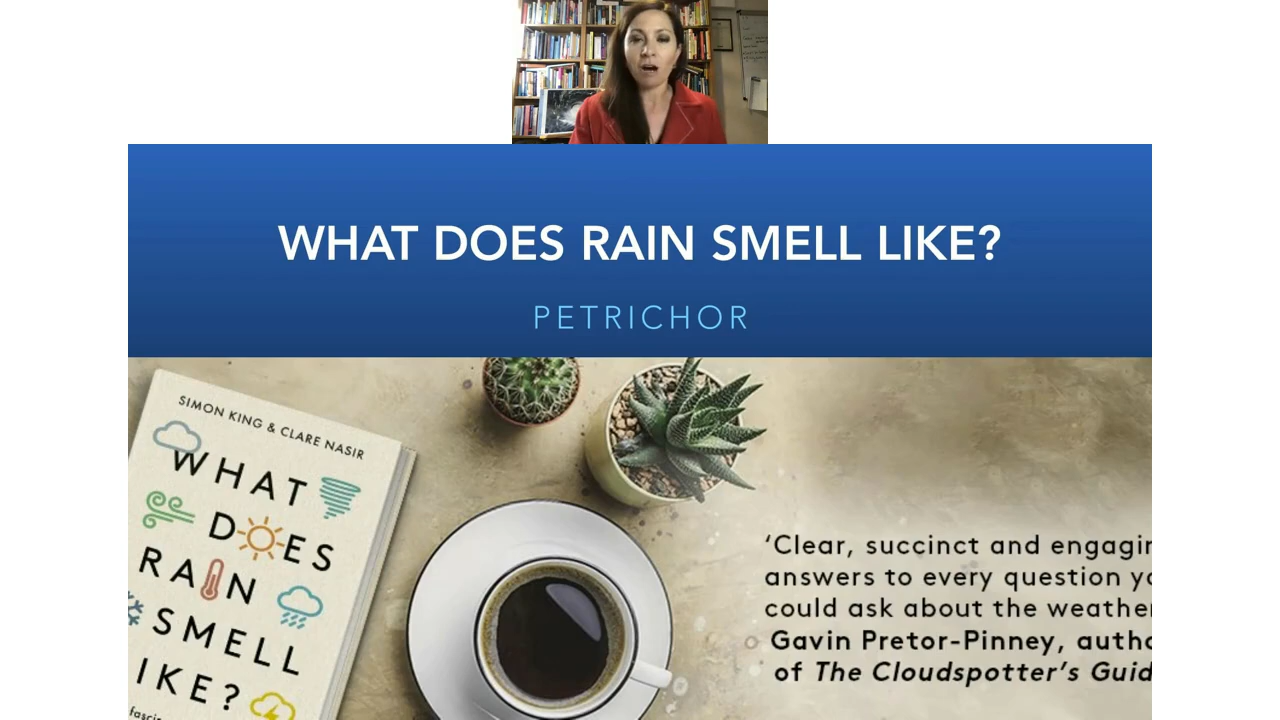 WHAT DOES RAIN SMELL LIKE?
PETRICHOR
SIMON KING & CLARE NASIR
WHAT
DOES
RAIN
SMELL
IKE?
fascin
‘Clear, succinct and engagin
answers to every question yo
could ask about the weather
Gavin Pretor-Pinney, autho
of The Cloudspotter’s Guid